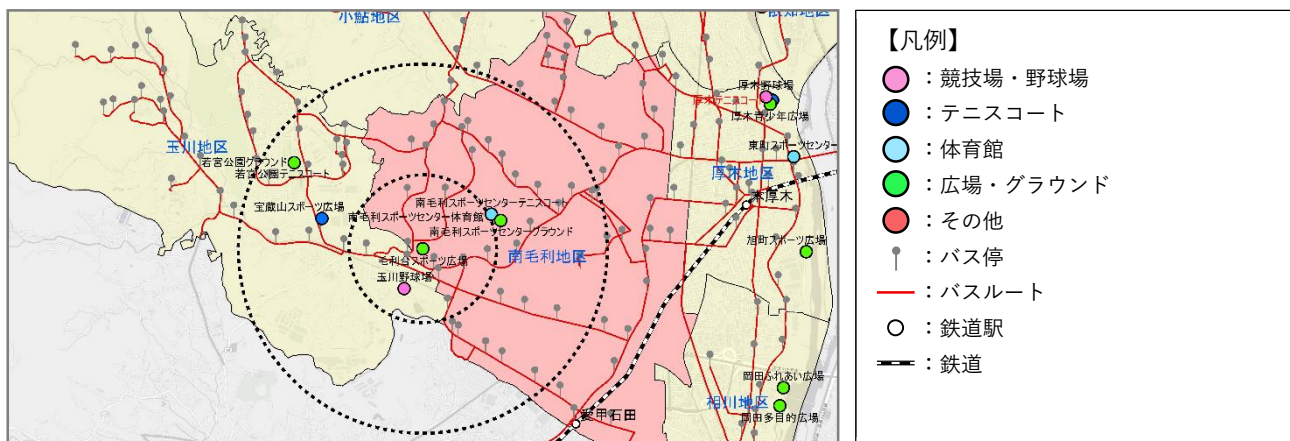 小鮎地区
厚木野球場
厚木テニスコート
厚木青少年広場
玉川地区
東町スポーツセンター
若宮公園グラウンド
若宮公園テニスコート
厚木地区
本厚木
宝蔵山スポーツ広場
南毛利スポーツセンターテニスコート
南毛利スポーツセンター体育館
南毛利スポーツセンターグラウンド
旭町スポーツ広場
毛利台スポーツ広場
南毛利地区
玉川野球場
岡田ふれあい広場
相川地区
岡田多目的広場
愛甲石田
【凡例】
：競技場・野球場
：テニスコート
：体育館
：広場・グラウンド
：その他
：バス停
：バスルート
：鉄道駅
：鉄道